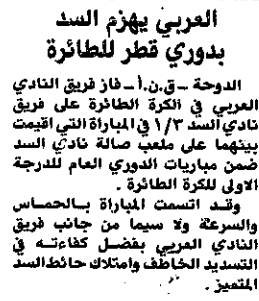 العربي يهزم السد
بدوري قطر للطائرة
الدوحة - ق.ن.أ - فاز فريق النادي
العربي في الكرة الطائرة على فريق
نادي السد ١/٣ في المباراة التي اقيمت
بينهما على ملعب صالة نادي السد
ضمن مباريات الدوري العام للدرجة
الاولى للكرة الطائرة .
وقد اتسمت المباراة بالحماس
والسرعة ولا سيما من جانب فريق
النادي العربي بفضل كفاءته في
التسديد الخاطف وامتلاك حائط السد
المتميز .